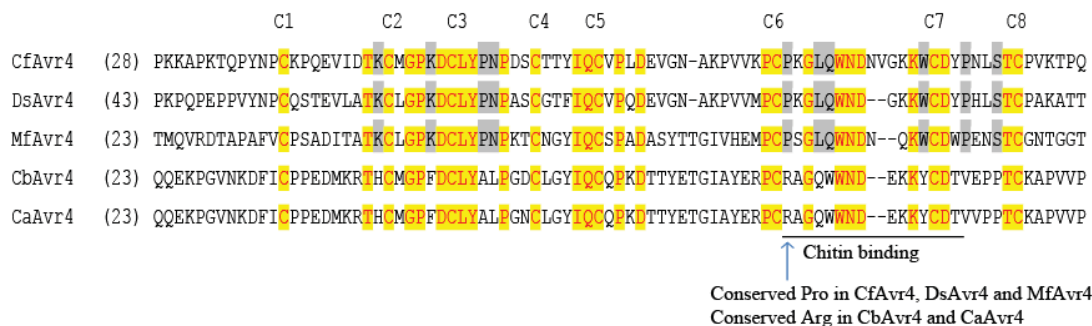 C1 C2 C3 C4 C5 C6 C7 C8
CfAvr4 (28) PKKAPKTQPYNPCKPQEVIDTKCMGPKDCLYPNPDSCTTYIQCVPLDEVGN-AKPVVKPCPKGLQWNDNVGKKWCDYPNLSTCPVKTPQ
DsAvr4 (43) PKPQPEPPVYNPCQSTEVLATKCLGPKDCLYPNPASCGTFIQCVPQDEVGN-AKPVVMPCPKGLQWND--GKKWCDYPHLSTCPAKATT
MfAvr4 (23) TMQVRDTAPAFVCPSADITATKCLGPKDCLYPNPKTCNGYIQCSPADASYTTGIVHEMPCPSGLQWNDN--QKWCDWPENSTCGNTGGT
CbAvr4 (23) QQEKPGVNKDFICPPEDMKRTHCMGPFDCLYALPGDCLGYIQCQPKDTTYETGIAYERPCRAGQWWND--EKKYCDTVEPPTCKAPVVP
CaAvr4 (23) QQEKPGVNKDFICPPEDMKRTHCMGPFDCLYALPGNCLGYIQCQPKDTTYETGIAYERPCRAGQWWND--EKKYCDTVVPPTCKAPVVP
Chitin binding
Conserved Pro in CfAvr4, DsAvr4 and MfAvr4
Conserved Arg in CbAvr4 and CaAvr4